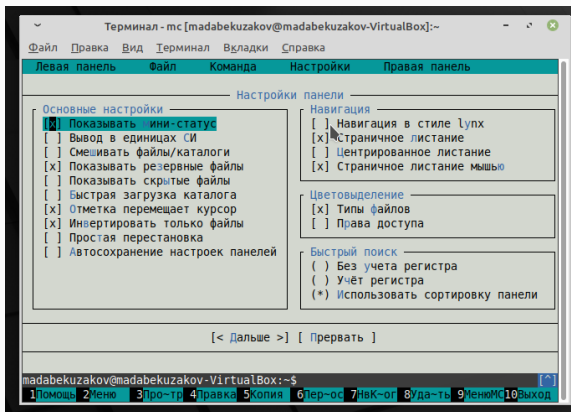 Терминал - mc [madabekuzakov@madabekuzakov-VirtualBox]:~
Файл Правка Вид Терминал Вкладки Справка
Левая панель Файл Команда Настройки Правая панель
Настройки панели
Основные настройки
[x] Показывать Мини-статус
[ ] Вывод в единицах СИ
[ ] Смешивать файлы/каталоги
[x] Показывать резервные файлы
[ ] Показывать скрытые файлы
[ ] Быстрая загрузка каталога
[x] Отметка перемещает курсор
[x] Инвертировать только файлы
[ ] Простая перестановка
[ ] Автосохранение настроек панелей
Навигация
[ ] Навигация в стиле lynx
[x] Страничное листание
[ ] Центрированное листание
[x] Страничное листание мышью
Цветовыделение
[x] Типы файлов
[ ] Права доступа
Быстрый поиск
( ) Без учета регистра
( ) Учёт регистра
(*) Использовать сортировку панели
[< Дальше >] [ Прервать ]
madabekuzakov@madabekuzakov-VirtualBox:~$ [^]
1Помощь 2Меню 3Про~тр 4Правка 5Копия 6Пер~ос 7НвК~ог 8Уда~ть 9МенюMC 10Выход